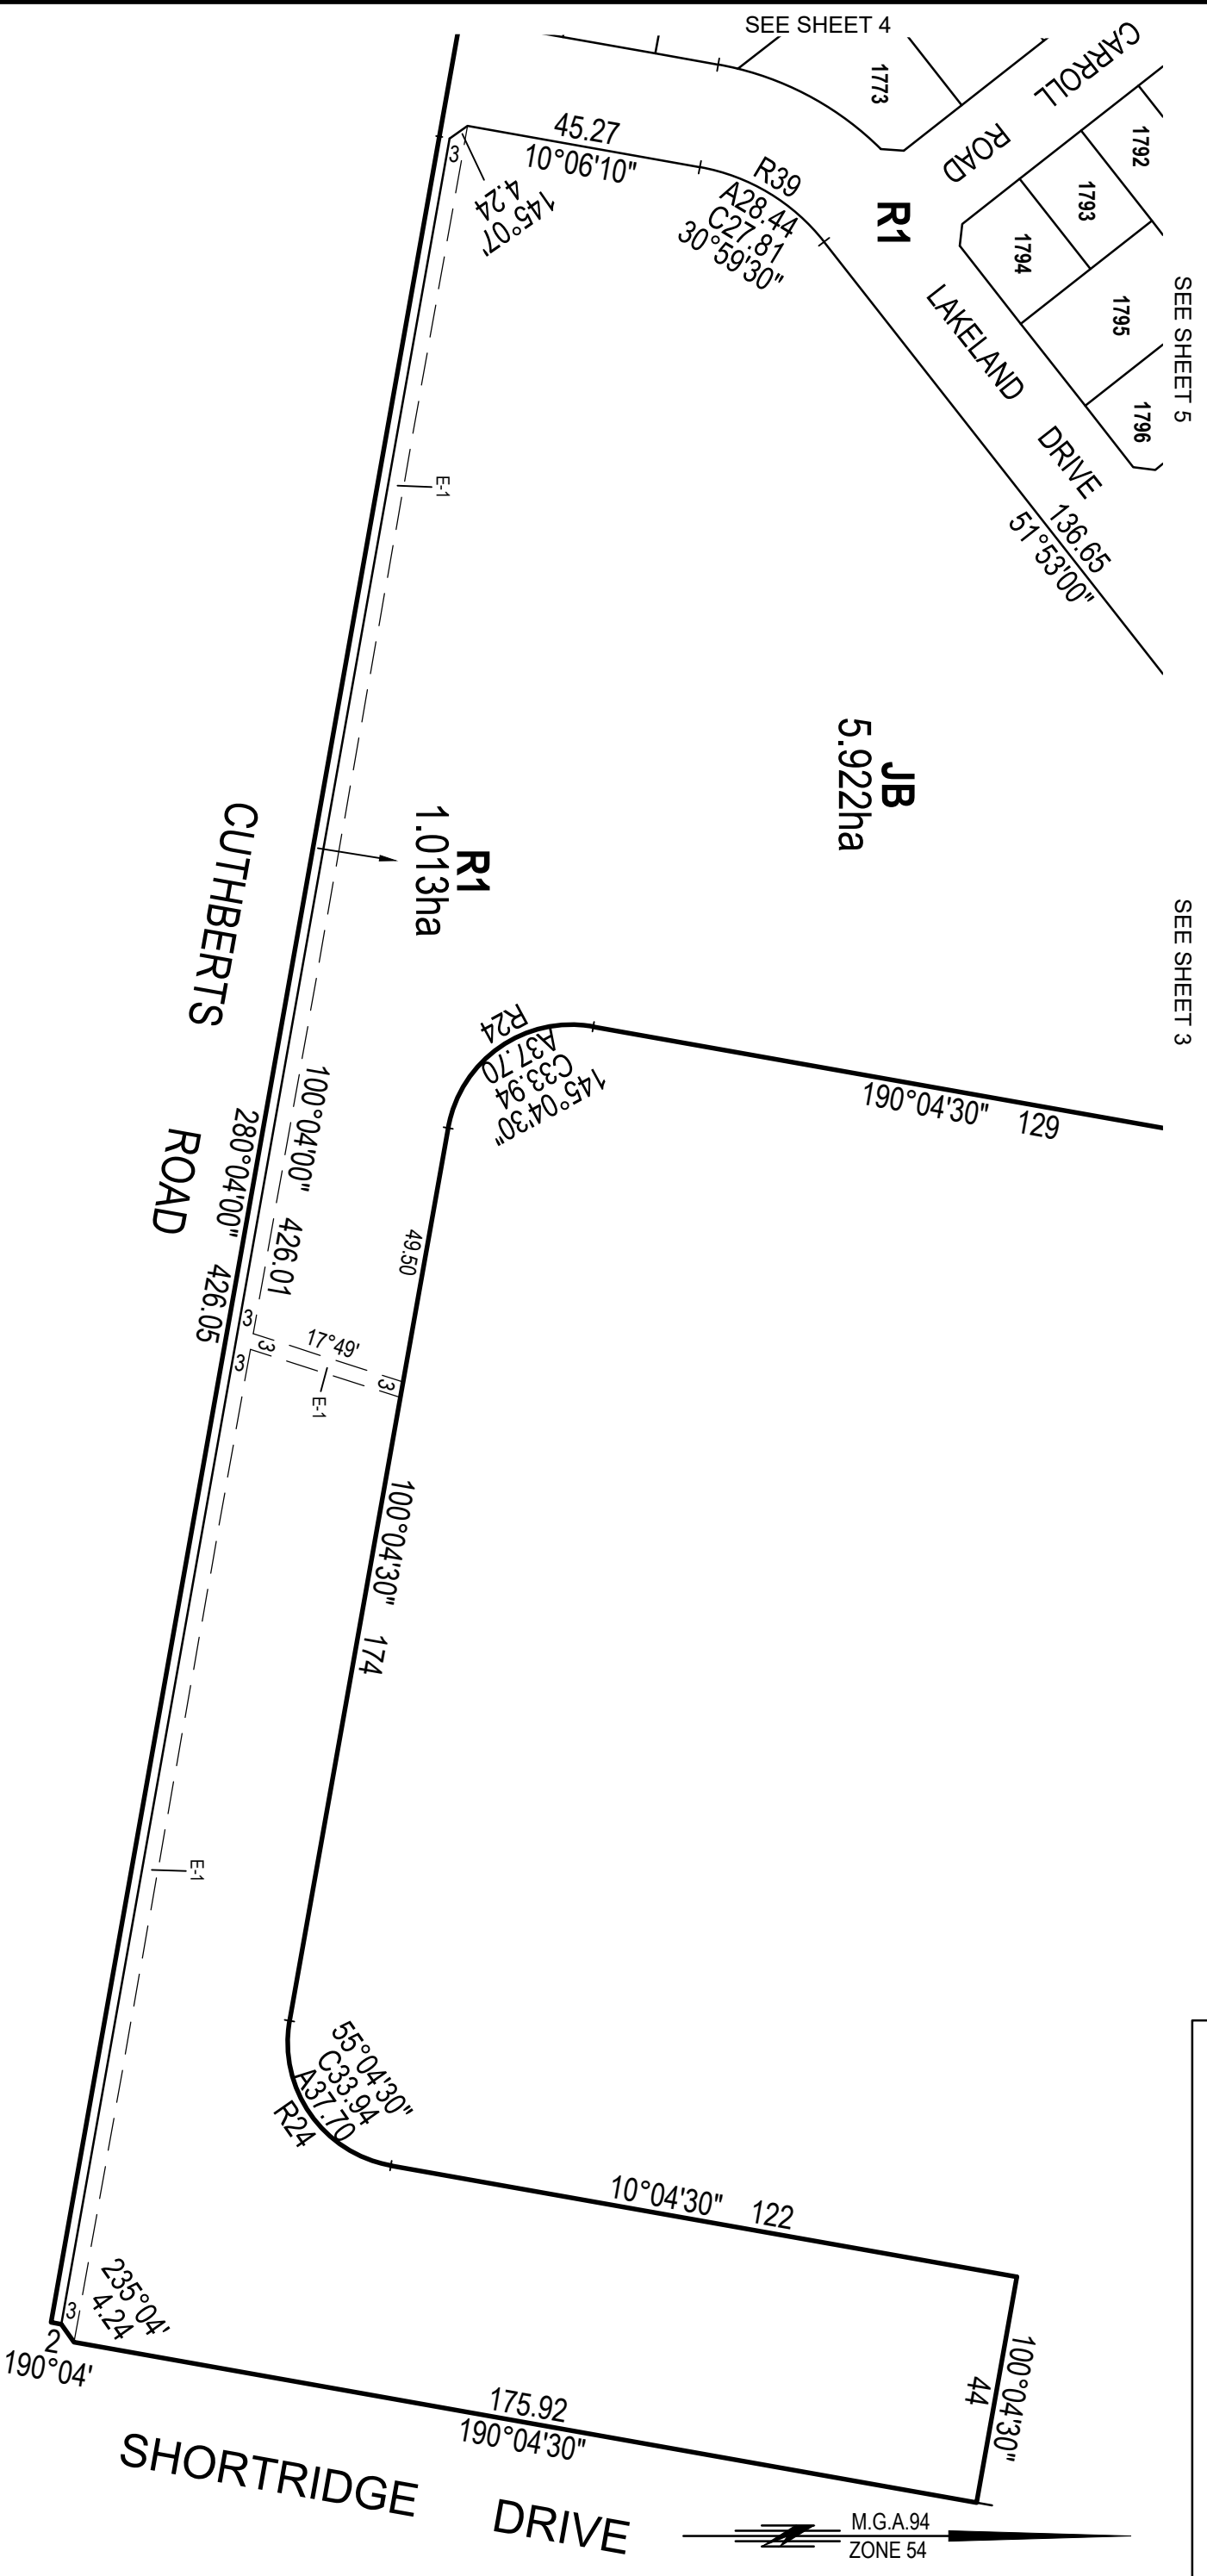 SEE SHEET 4
CARROLL
ROAD
1773
1792
1793
1794
1795
1796
SEE SHEET 5
R1
LAKELAND DRIVE
136.65
51°53'00"
45.27
10°06'10"
R39
A28.44
C27.81
30°59'30"
3
145°07'
4.24
E-1
JB
5.922ha
SEE SHEET 3
R1
1.013ha
CUTHBERTS
ROAD
R24
A37.70
C33.94
145°04'30"
190°04'30" 129
100°04'00" 426.01
280°04'00" 426.05
49.50
3
3
3
17°49'
3
E-1
100°04'30" 174
E-1
55°04'30"
C33.94
A37.70
R24
10°04'30" 122
100°04'30"
44
235°04'
4.24
3
2
190°04'
175.92
190°04'30"
SHORTRIDGE DRIVE
M.G.A.94
ZONE 54